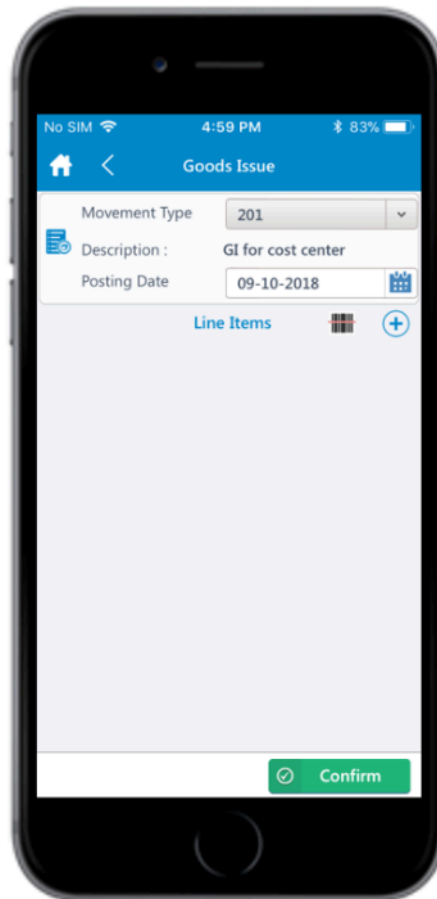 No SIM 4:59 PM 83%
Goods Issue
Movement Type 201
Description : GI for cost center
Posting Date 09-10-2018
Line Items
Confirm